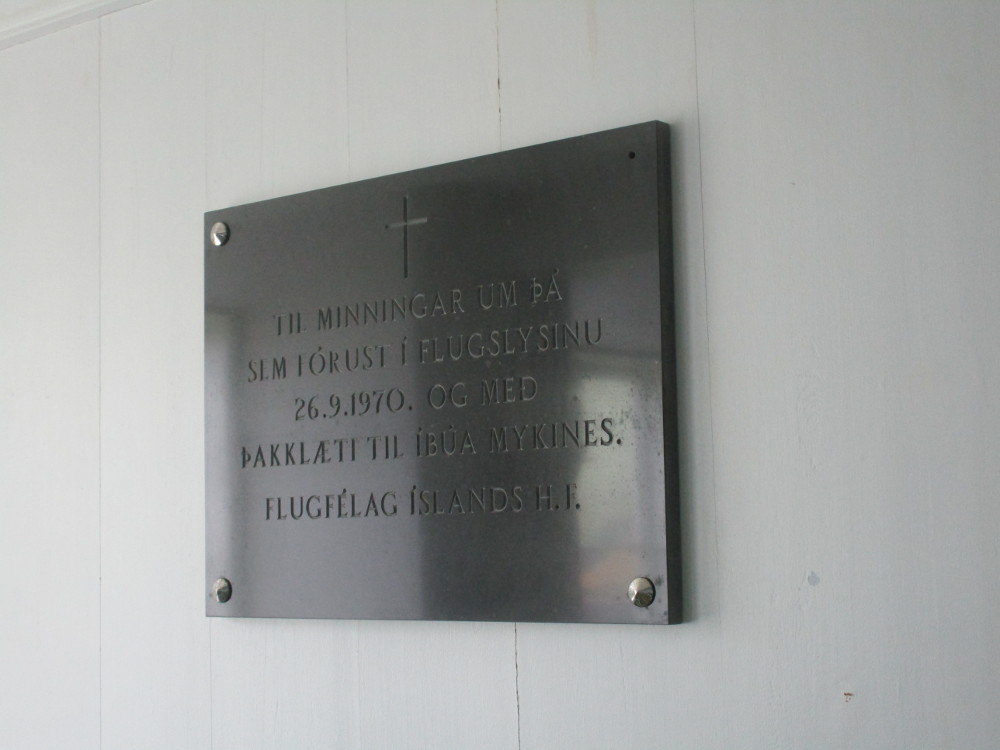 TIL MINNINGAR UM ÞÁ
SEM FÓRUST Í FLUGSLYSINU
26.9.1970. OG MEÐ
ÞAKKLÆTI TIL ÍBÚA MYKINES.
FLUGFÉLAG ÍSLANDS H.F.